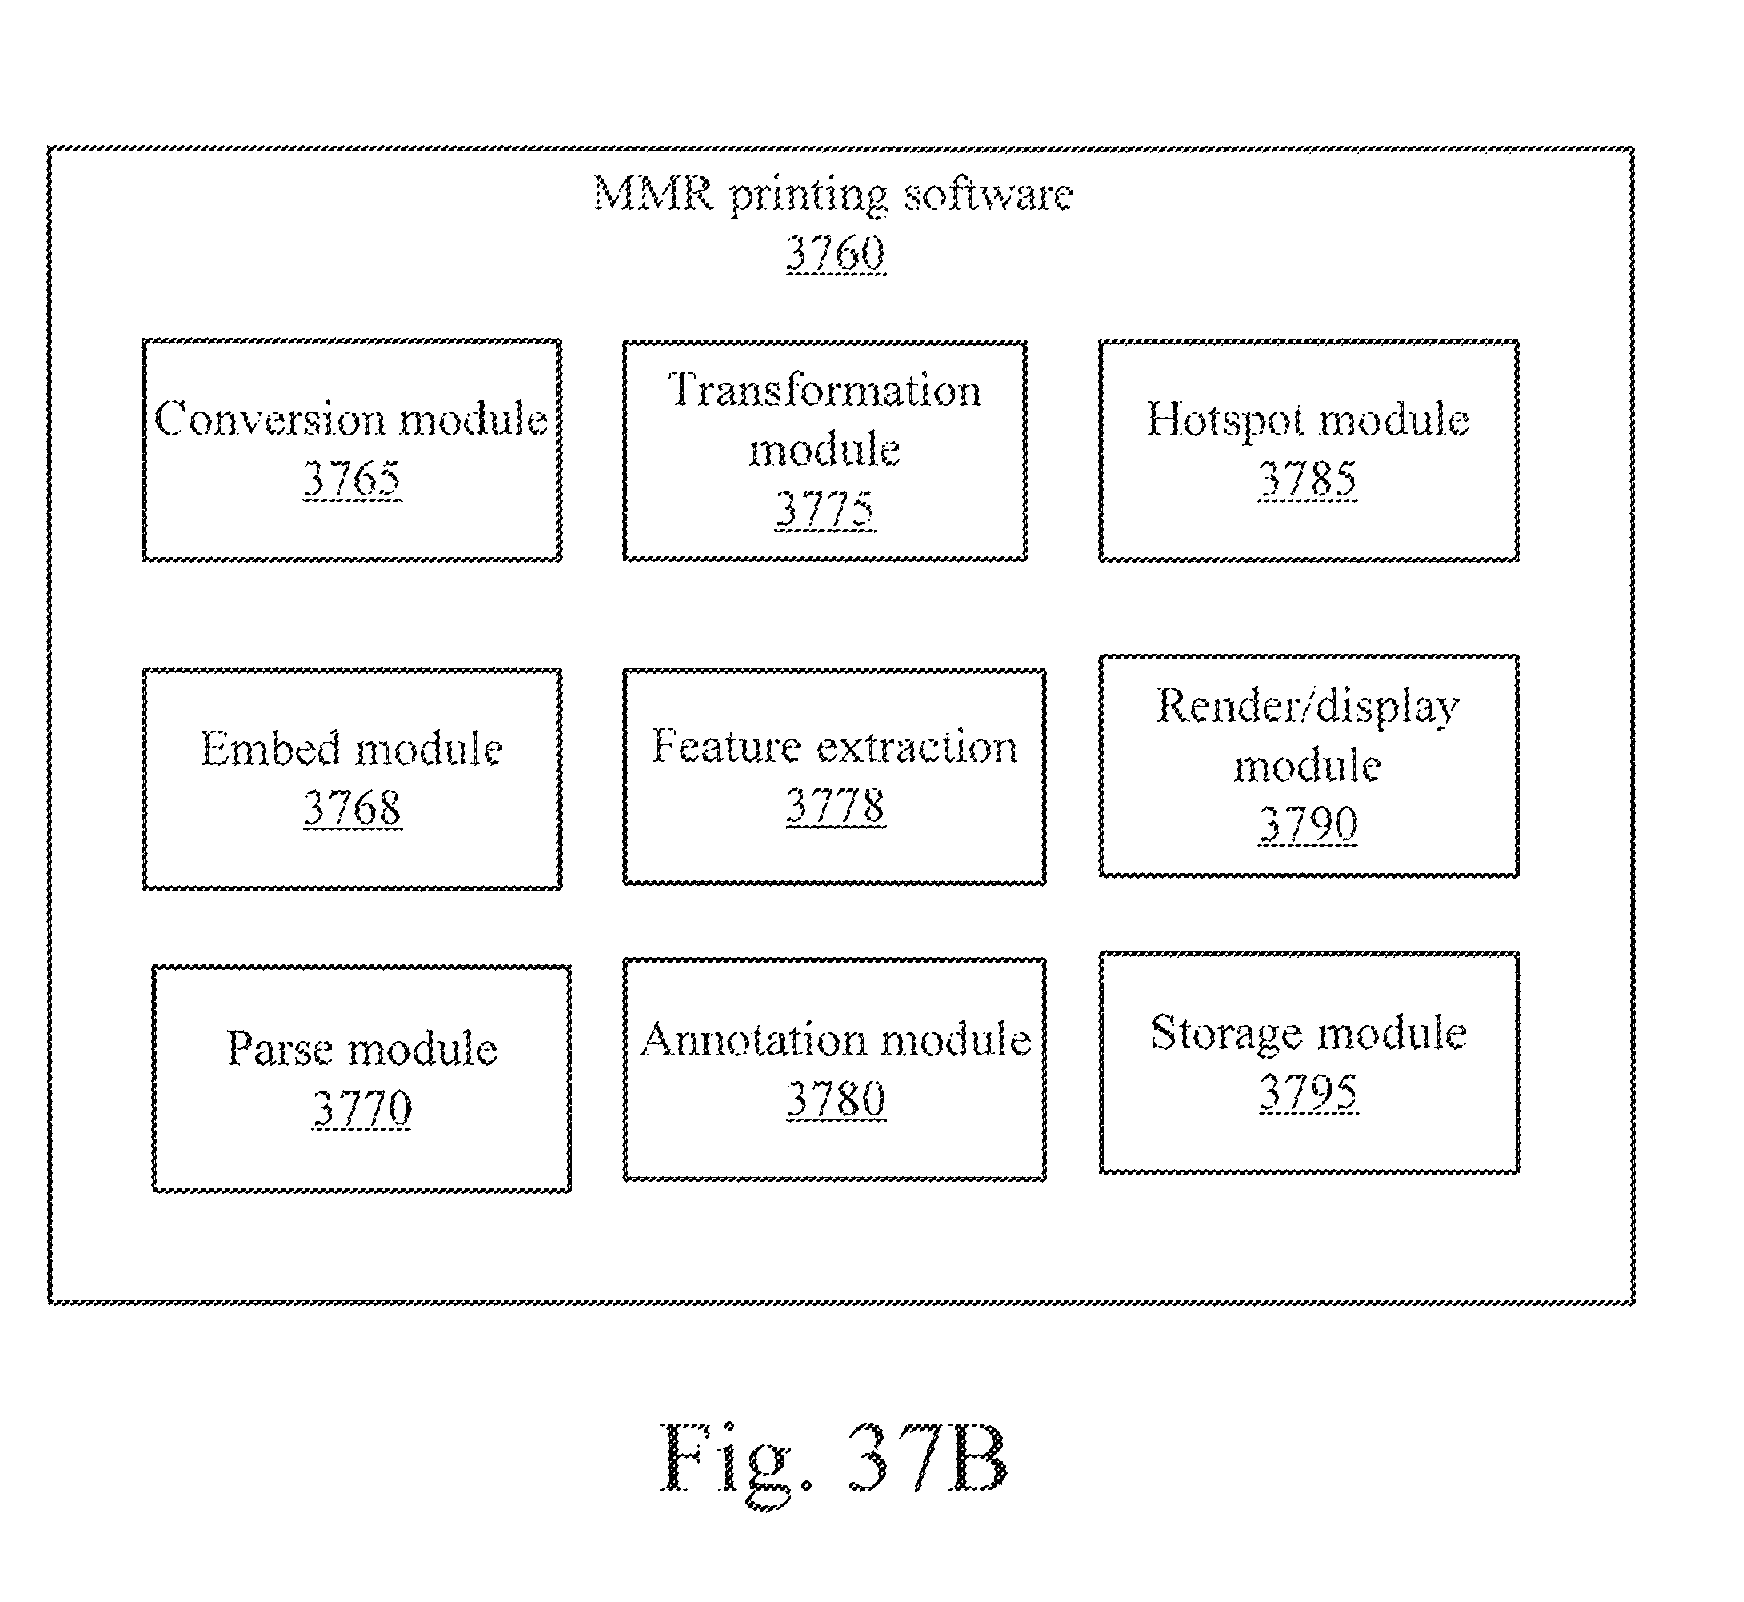 MMR printing software
3760
Conversion module
3765
Transformation
module
3775
Hotspot module
3785
Embed module
3768
Feature extraction
3778
Render/display
module
3790
Parse module
3770
Annotation module
3780
Storage module
3795
Fig. 37B